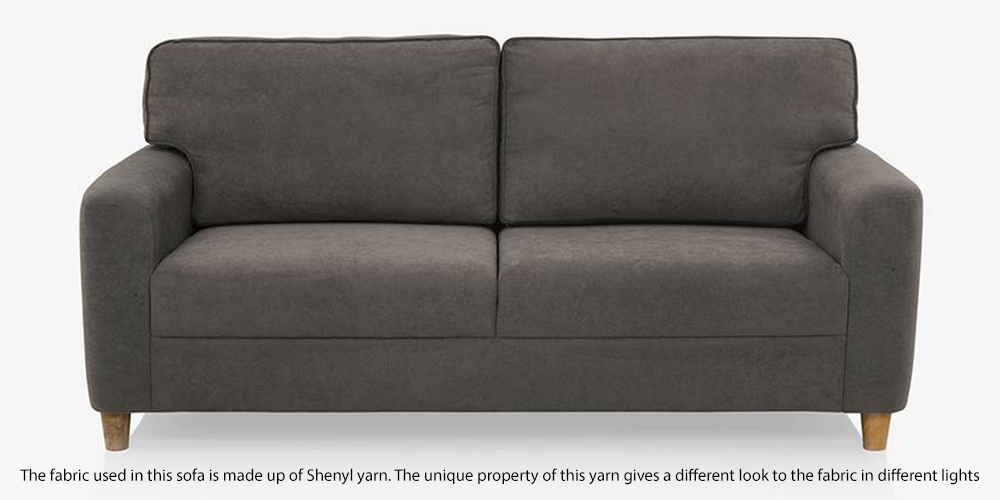 The fabric used in this sofa is made up of Shenyl yarn. The unique property of this yarn gives a different look to the fabric in different lights